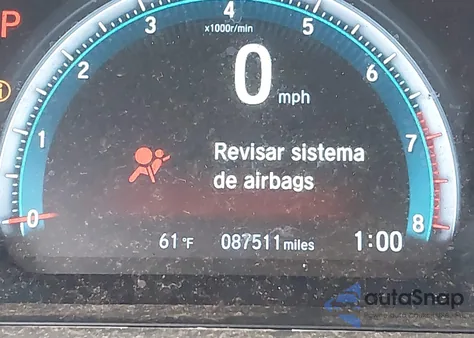 4
3
5
x1000r/min
P
2
6
0 mph
1
7
Revisar sistema
de airbags
0
8
61°F
087511 miles
1:00
autaSnap